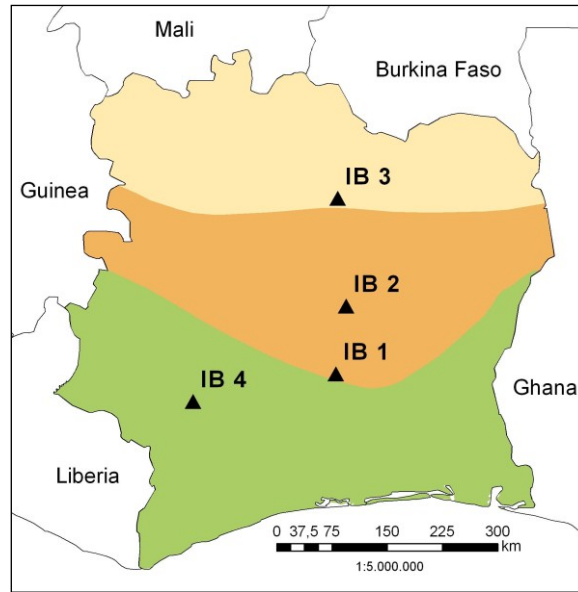 Mali
Burkina Faso
IB 3
Guinea
IB 2
IB 1
IB 4
Ghana
Liberia
0 37,5 75 150 225 300
km
1:5.000.000